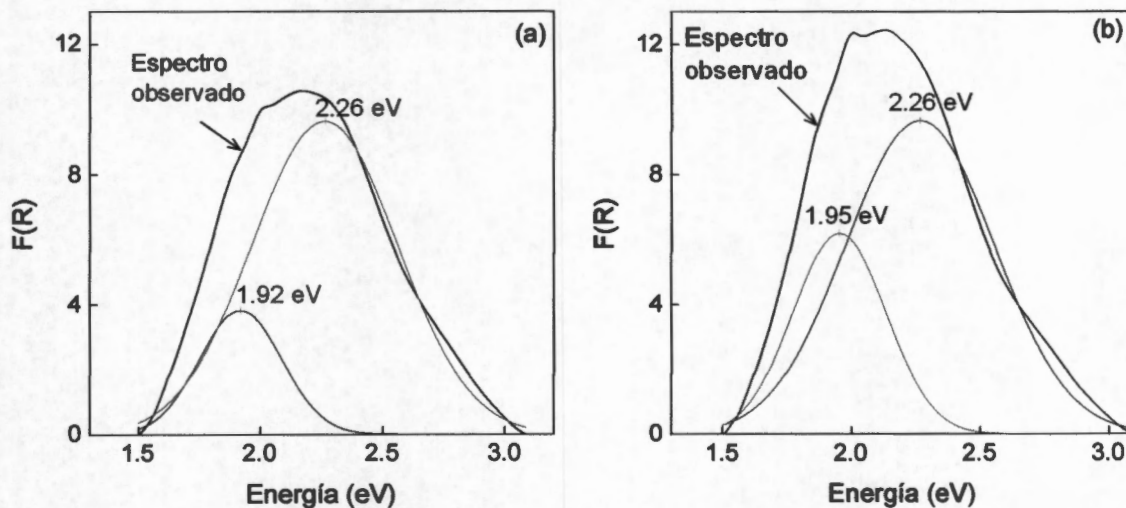 (a)
Espectro
observado
2.26 eV
1.92 eV
F(R)
12
8
4
0
1.5 2.0 2.5 3.0
Energía (eV)
(b)
Espectro
observado
2.26 eV
1.95 eV
F(R)
12
8
4
0
1.5 2.0 2.5 3.0
Energía (eV)